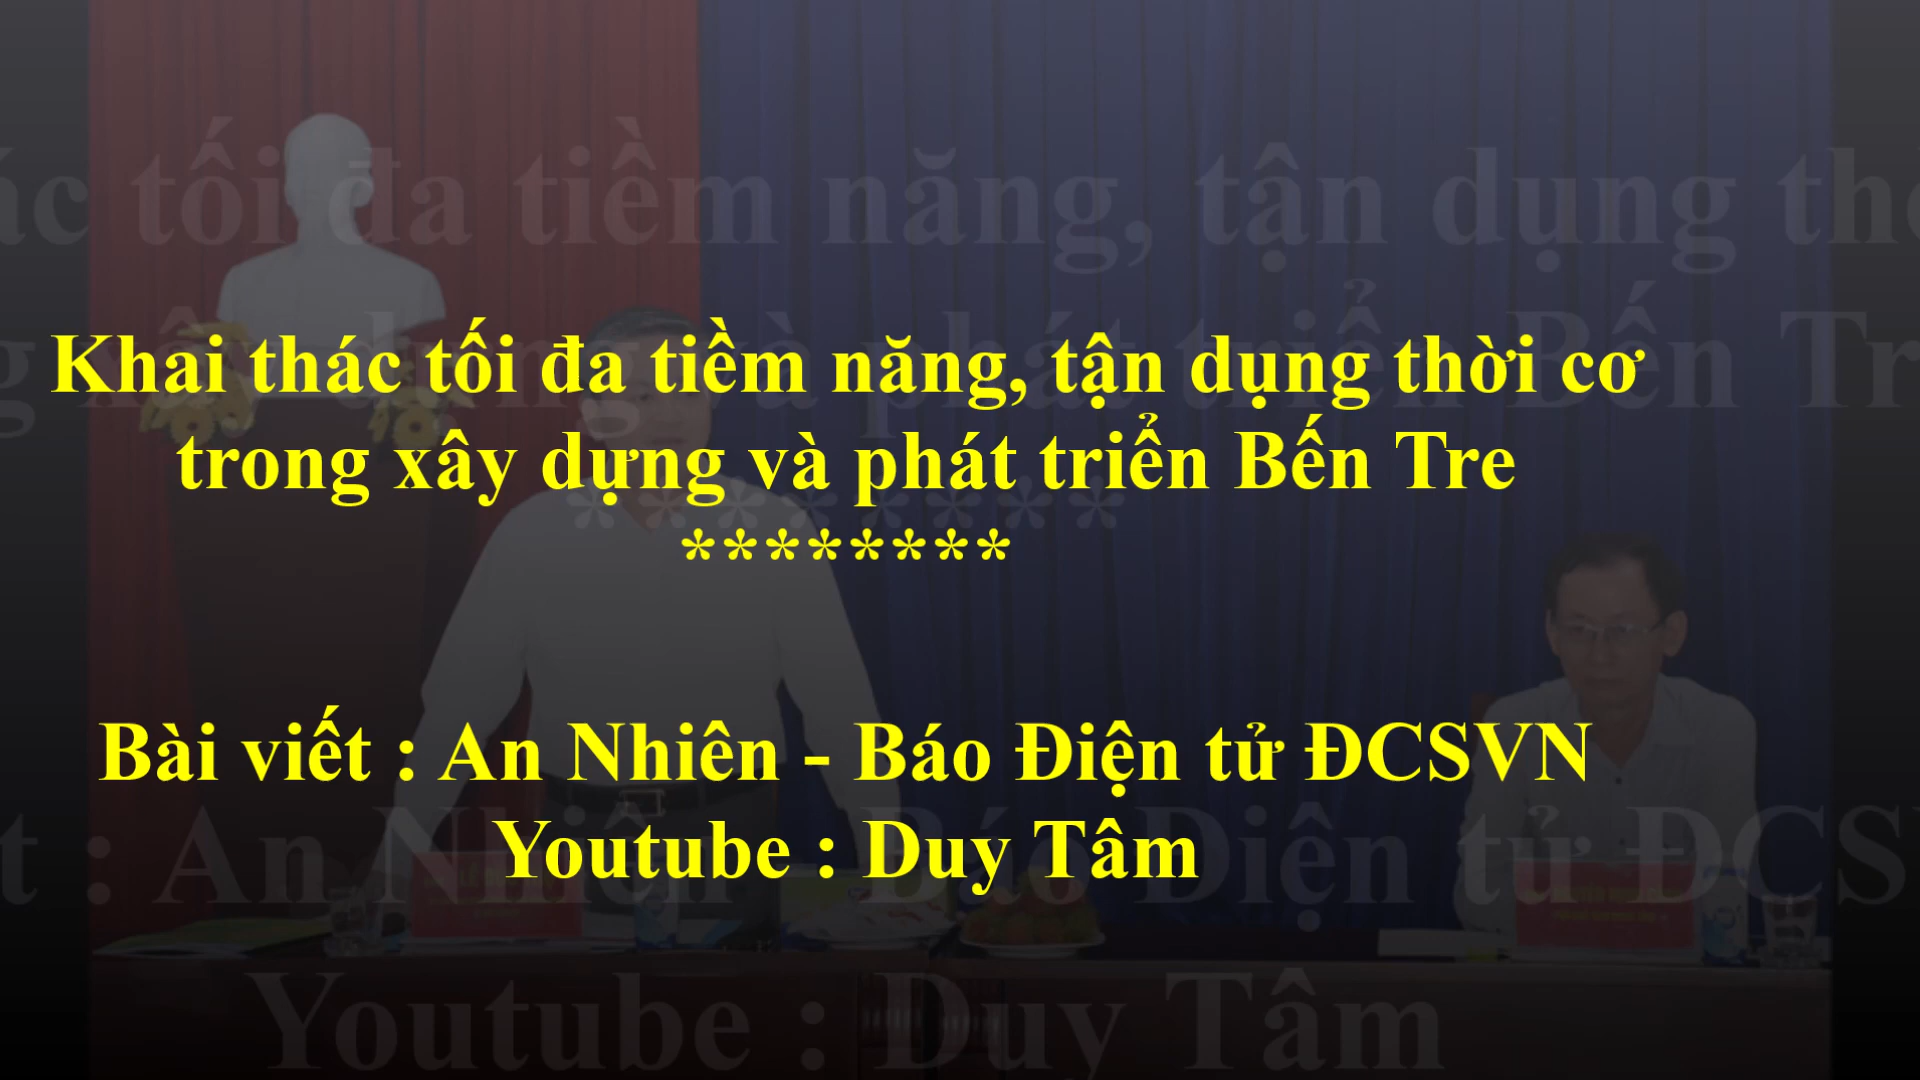 Khai thác tối đa tiềm năng, tận dụng thời cơ
trong xây dựng và phát triển Bến Tre
********
Bài viết : An Nhiên - Báo Điện tử ĐCSVN
Youtube : Duy Tâm